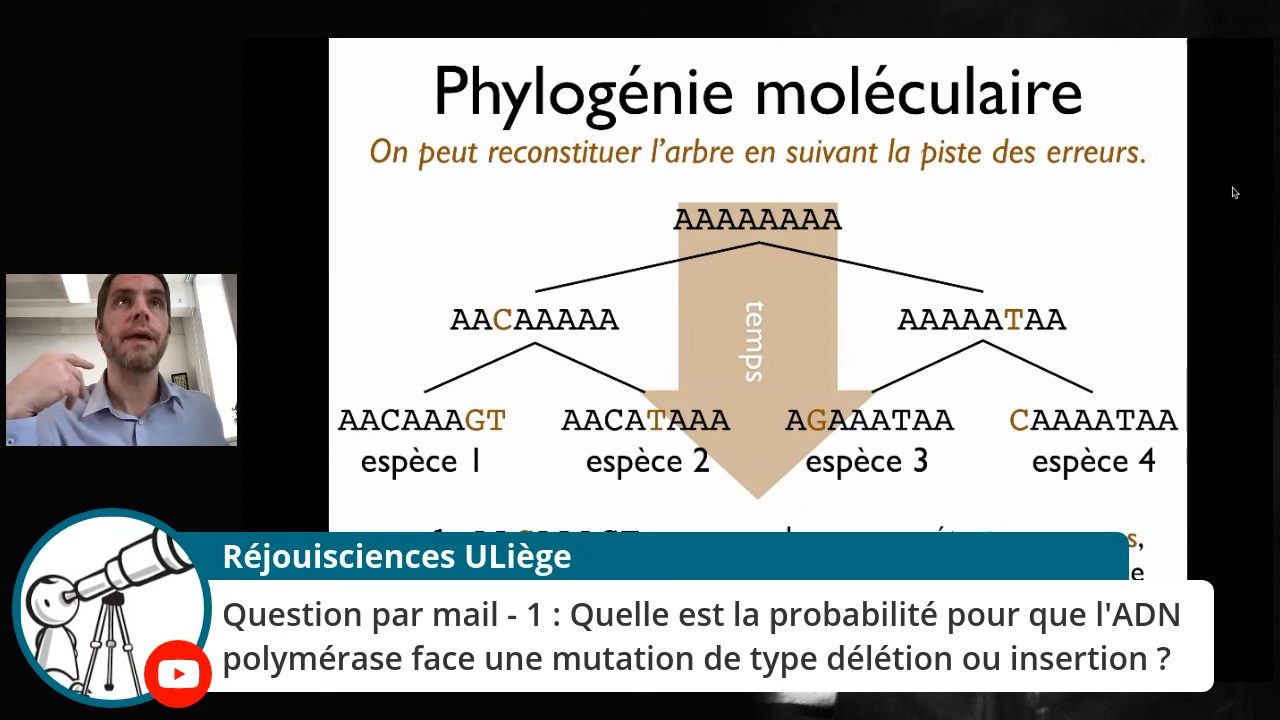 Phylogénie moléculaire
On peut reconstituer l'arbre en suivant la piste des erreurs.
AAAAAAAA
temps
AACAAAAA AAAAATAA
AACAAAGT AACATAAA AGAAATAA CAAAATAA
espèce 1 espèce 2 espèce 3 espèce 4
Réjouisciences ULiège
Question par mail - 1 : Quelle est la probabilité pour que l'ADN
polymérase face une mutation de type délétion ou insertion ?